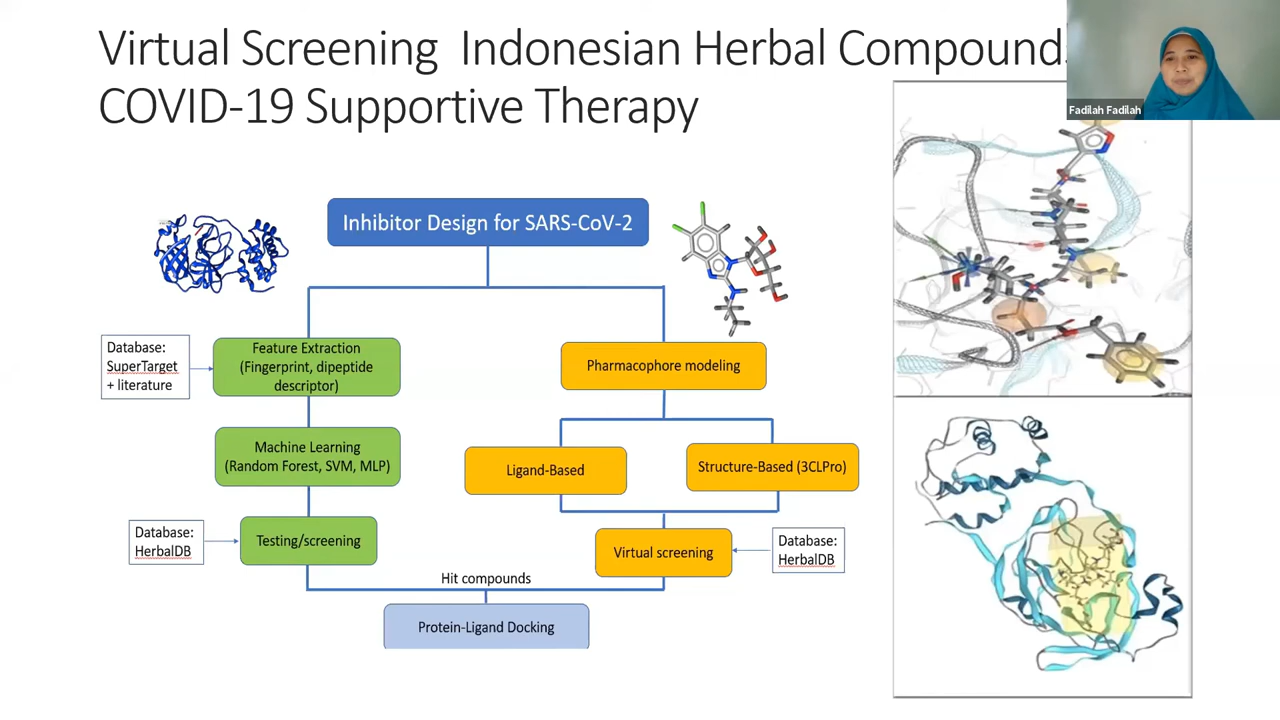 Virtual Screening Indonesian Herbal Compounds
COVID-19 Supportive Therapy
Fadilah Fadilah
Inhibitor Design for SARS-CoV-2
Database:
SuperTarget
+ literature
Feature Extraction
(Fingerprint, dipeptide
descriptor)
Pharmacophore modeling
Machine Learning
(Random Forest, SVM, MLP)
Ligand-Based
Structure-Based (3CLPro)
Database:
HerbalDB
Testing/screening
Virtual screening
Database:
HerbalDB
Hit compounds
Protein-Ligand Docking